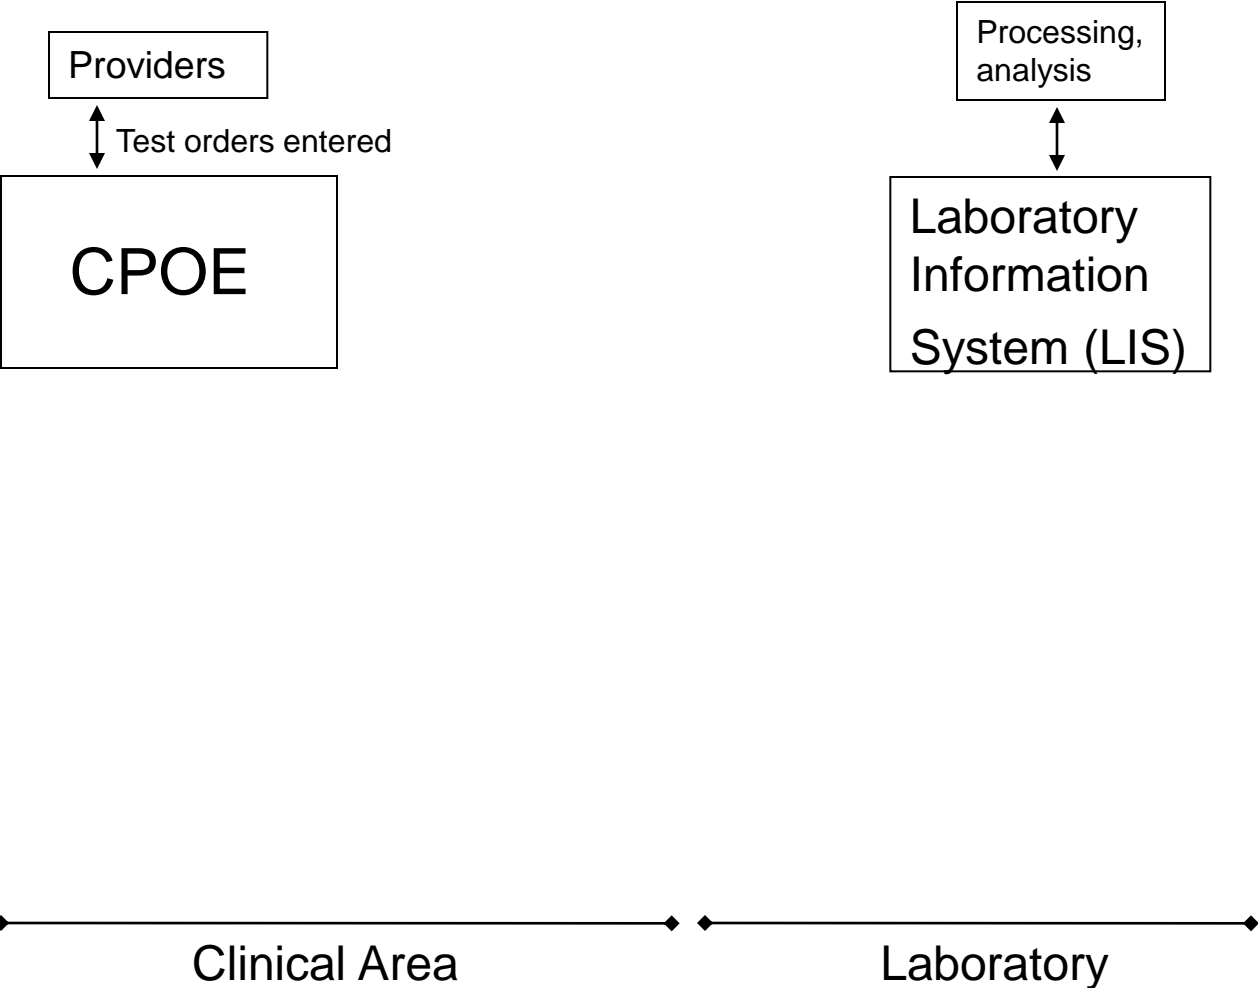 Providers
Test orders entered
CPOE
Processing,
analysis
Laboratory
Information
System (LIS)
Clinical Area
Laboratory